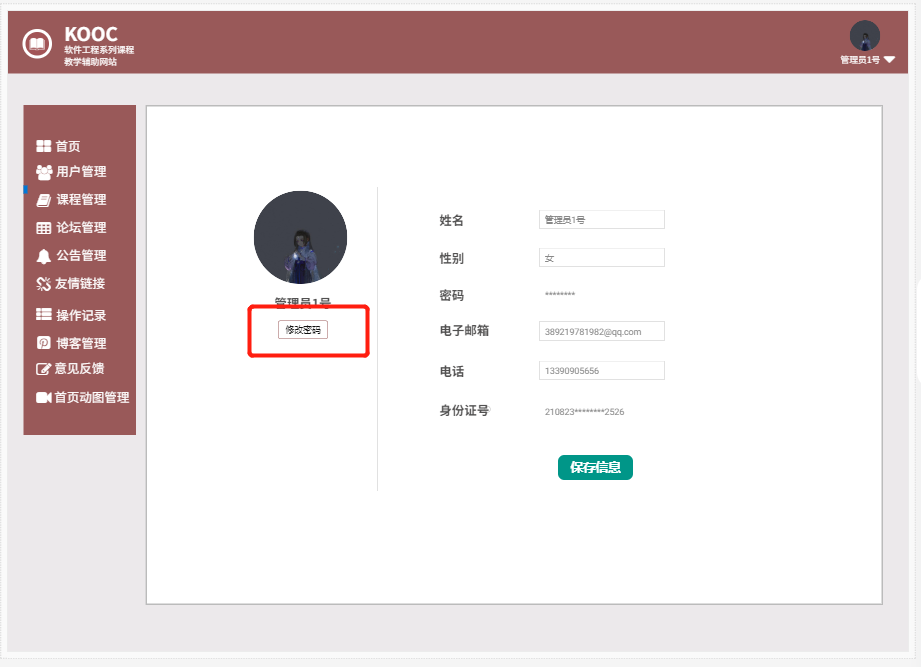 KOOC
软件工程系列课程
教学辅助网站
管理员1号
首页
用户管理
课程管理
论坛管理
公告管理
友情链接
操作记录
博客管理
意见反馈
首页动图管理
管理员1号
修改密码
姓名 管理员1号
性别 女
密码 ********
电子邮箱 389219781982@qq.com
电话 13390905656
身份证号 210823********2526
保存信息